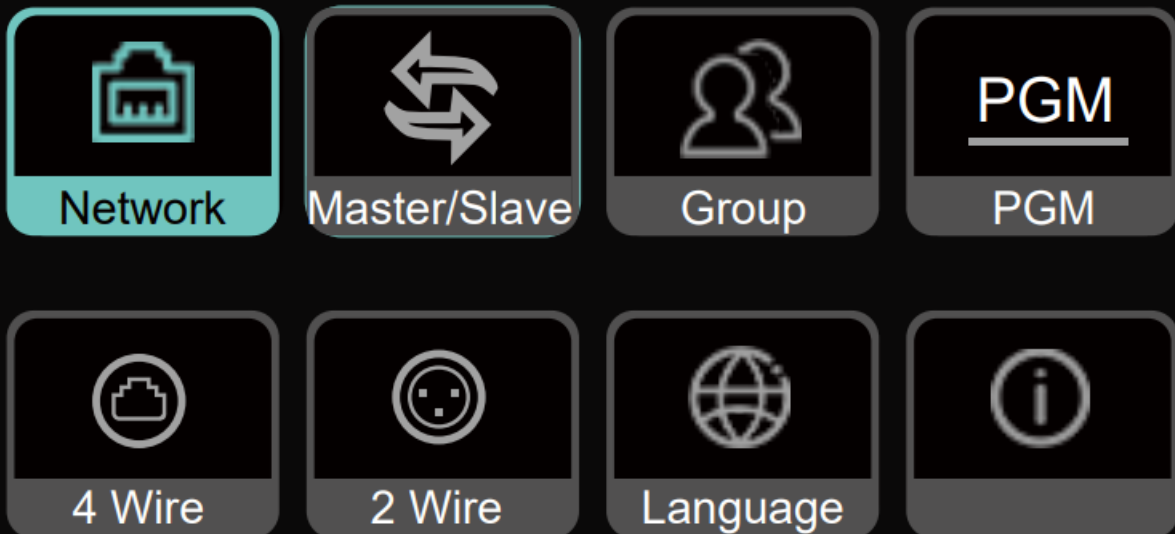 Network
Master/Slave
Group
PGM
PGM
4 Wire
2 Wire
Language